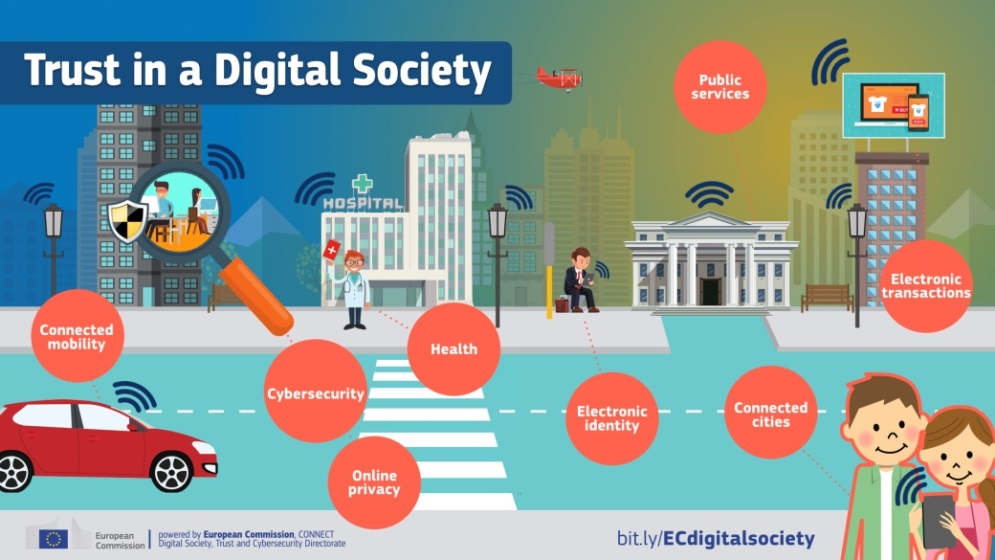 Trust in a Digital Society
Public
services
HOSPITAL
Electronic
transactions
Connected
mobility
Health
Cybersecurity
Electronic
identity
Connected
cities
Online
privacy
European
Commission
powered by European Commission, CONNECT
Digital Society, Trust and Cybersecurity Directorate
bit.ly/ECdigitalsociety